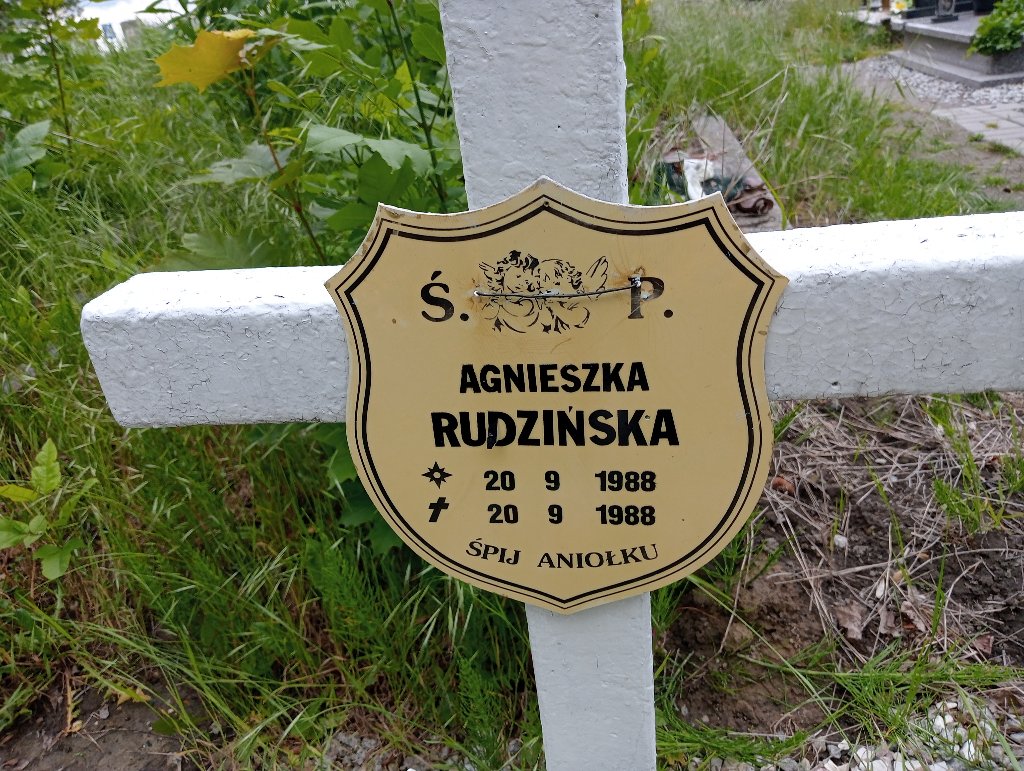 Ś. P.
AGNIESZKA
RUDZIŃSKA
20 9 1988
20 9 1988
ŚPIJ ANIOŁKU